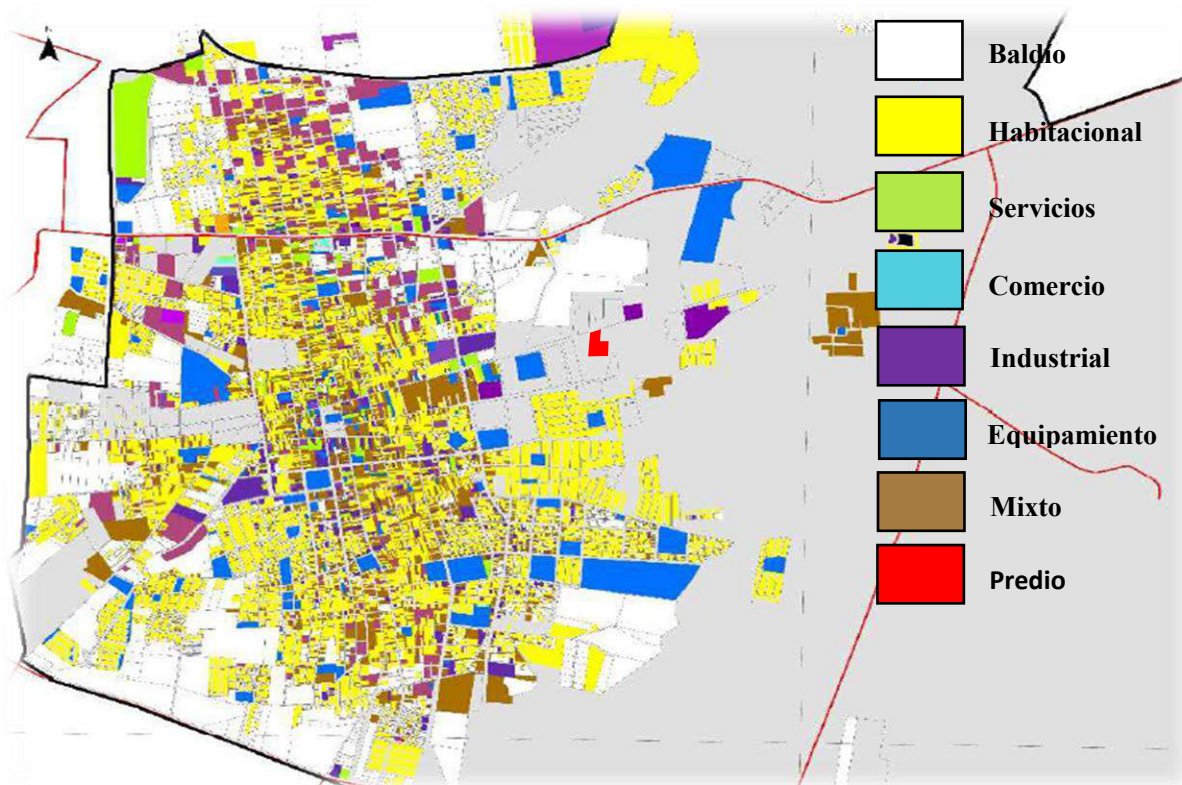 N
Baldío
Habitacional
Servicios
Comercio
Industrial
Equipamiento
Mixto
Predio